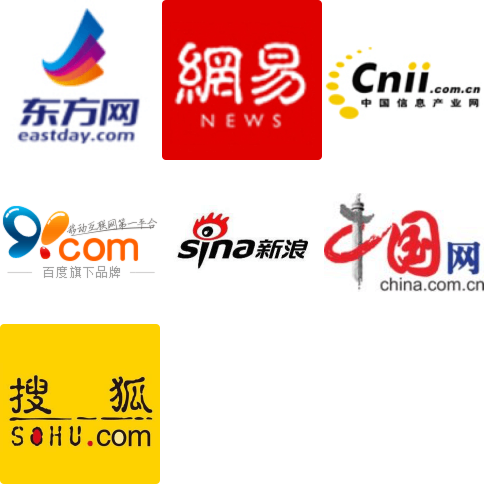 东方网
eastday.com
網易
NEWS
Cnii.com.cn
中国信息产业网
移动互联网第一平台
91.com
百度旗下品牌
sina新浪
中国网
china.com.cn
搜狐
SOHU.com